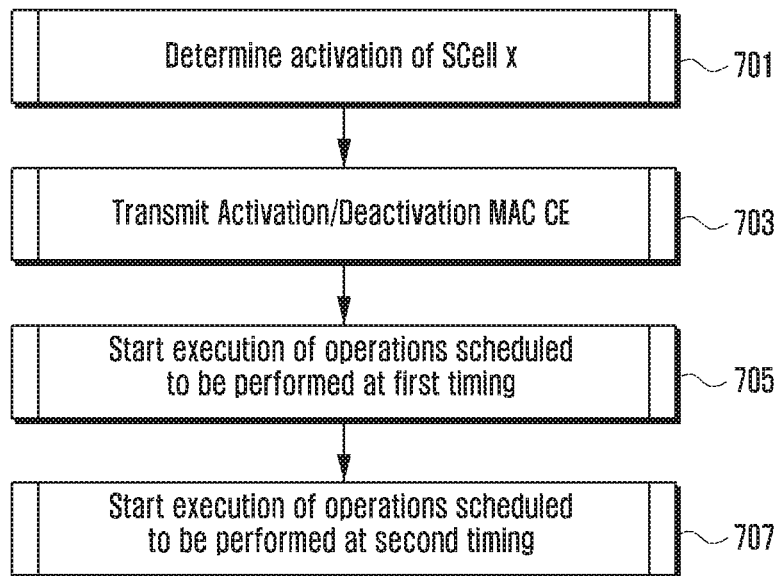 Determine activation of SCell x
701
Transmit Activation/Deactivation MAC CE
703
Start execution of operations scheduled
to be performed at first timing
705
Start execution of operations scheduled
to be performed at second timing
707